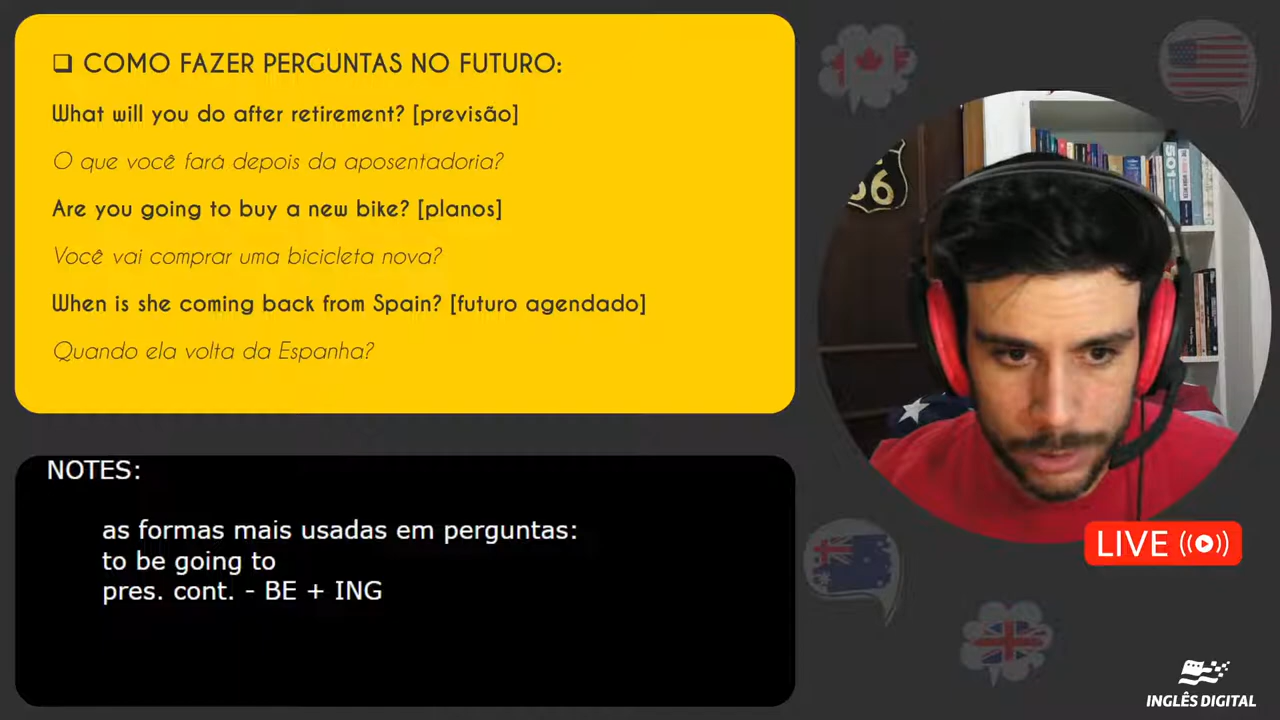 ❑ COMO FAZER PERGUNTAS NO FUTURO:
What will you do after retirement? [previsão]
O que você fará depois da aposentadoria?
Are you going to buy a new bike? [planos]
Você vai comprar uma bicicleta nova?
When is she coming back from Spain? [futuro agendado]
Quando ela volta da Espanha?
NOTES:
as formas mais usadas em perguntas:
to be going to
pres. cont. - BE + ING
66
501
LIVE
INGLÊS DIGITAL